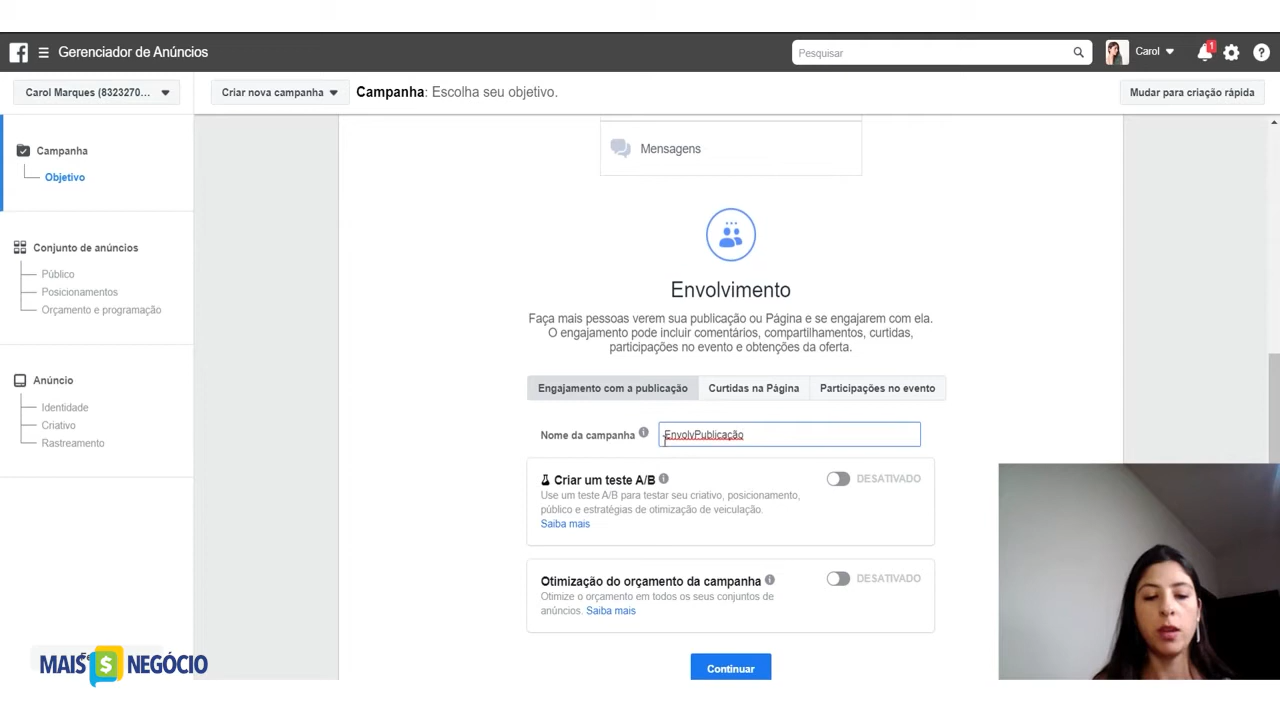 Gerenciador de Anúncios
Pesquisar
Carol
1
Carol Marques (8323270...
Criar nova campanha
Campanha: Escolha seu objetivo.
Mudar para criação rápida
Campanha
Objetivo
Conjunto de anúncios
Público
Posicionamentos
Orçamento e programação
Anúncio
Identidade
Criativo
Rastreamento
Mensagens
Envolvimento
Faça mais pessoas verem sua publicação ou Página e se engajarem com ela.
O engajamento pode incluir comentários, compartilhamentos, curtidas,
participações no evento e obtenções da oferta.
Engajamento com a publicação
Curtidas na Página
Participações no evento
Nome da campanha
EnvolvPublicação
Criar um teste A/B
DESATIVADO
Use um teste A/B para testar seu criativo, posicionamento,
público e estratégias de otimização de veiculação.
Saiba mais
Otimização do orçamento da campanha
DESATIVADO
Otimize o orçamento em todos os seus conjuntos de
anúncios. Saiba mais
Continuar
MAIS $ NEGÓCIO